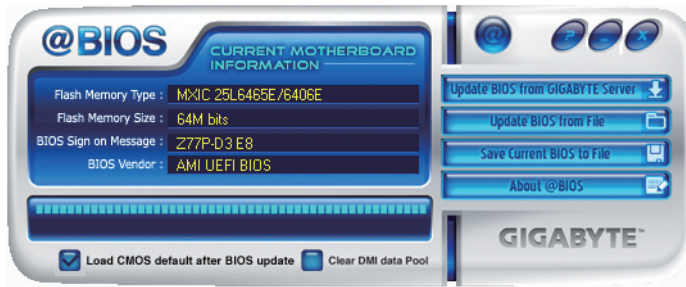 @BIOS
CURRENT MOTHERBOARD
INFORMATION
Flash Memory Type : MXIC 25L6465E/6406E
Flash Memory Size : 64M bits
BIOS Sign on Message : Z77P-D3 E8
BIOS Vendor : AMI UEFI BIOS
Load CMOS default after BIOS update
Clear DMI data Pool
@ ? – X
Update BIOS from GIGABYTE Server
Update BIOS from File
Save Current BIOS to File
About @BIOS
GIGABYTE™